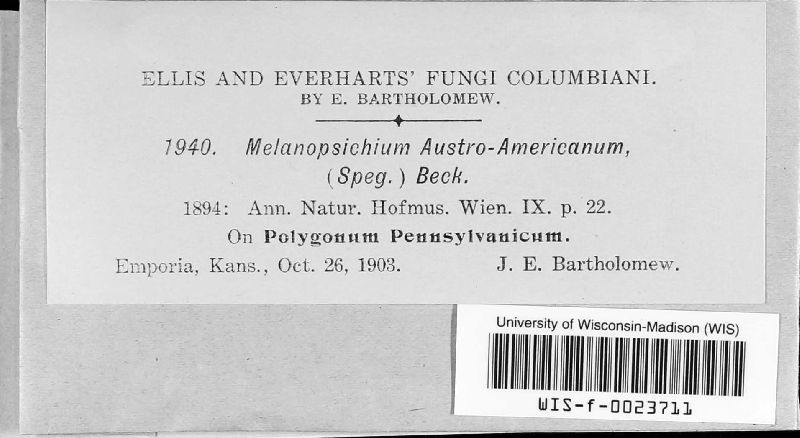 ELLIS AND EVERHARTS' FUNGI COLUMBIANI.
BY E. BARTHOLOMEW.
1940. Melanopsichium Austro-Americanum,
(Speg.) Beck.
1894: Ann. Natur. Hofmus. Wien. IX. p. 22.
On Polygonum Pennsylvanicum.
Emporia, Kans., Oct. 26, 1903. J. E. Bartholomew.
University of Wisconsin-Madison (WIS)
WIS-f-0023711